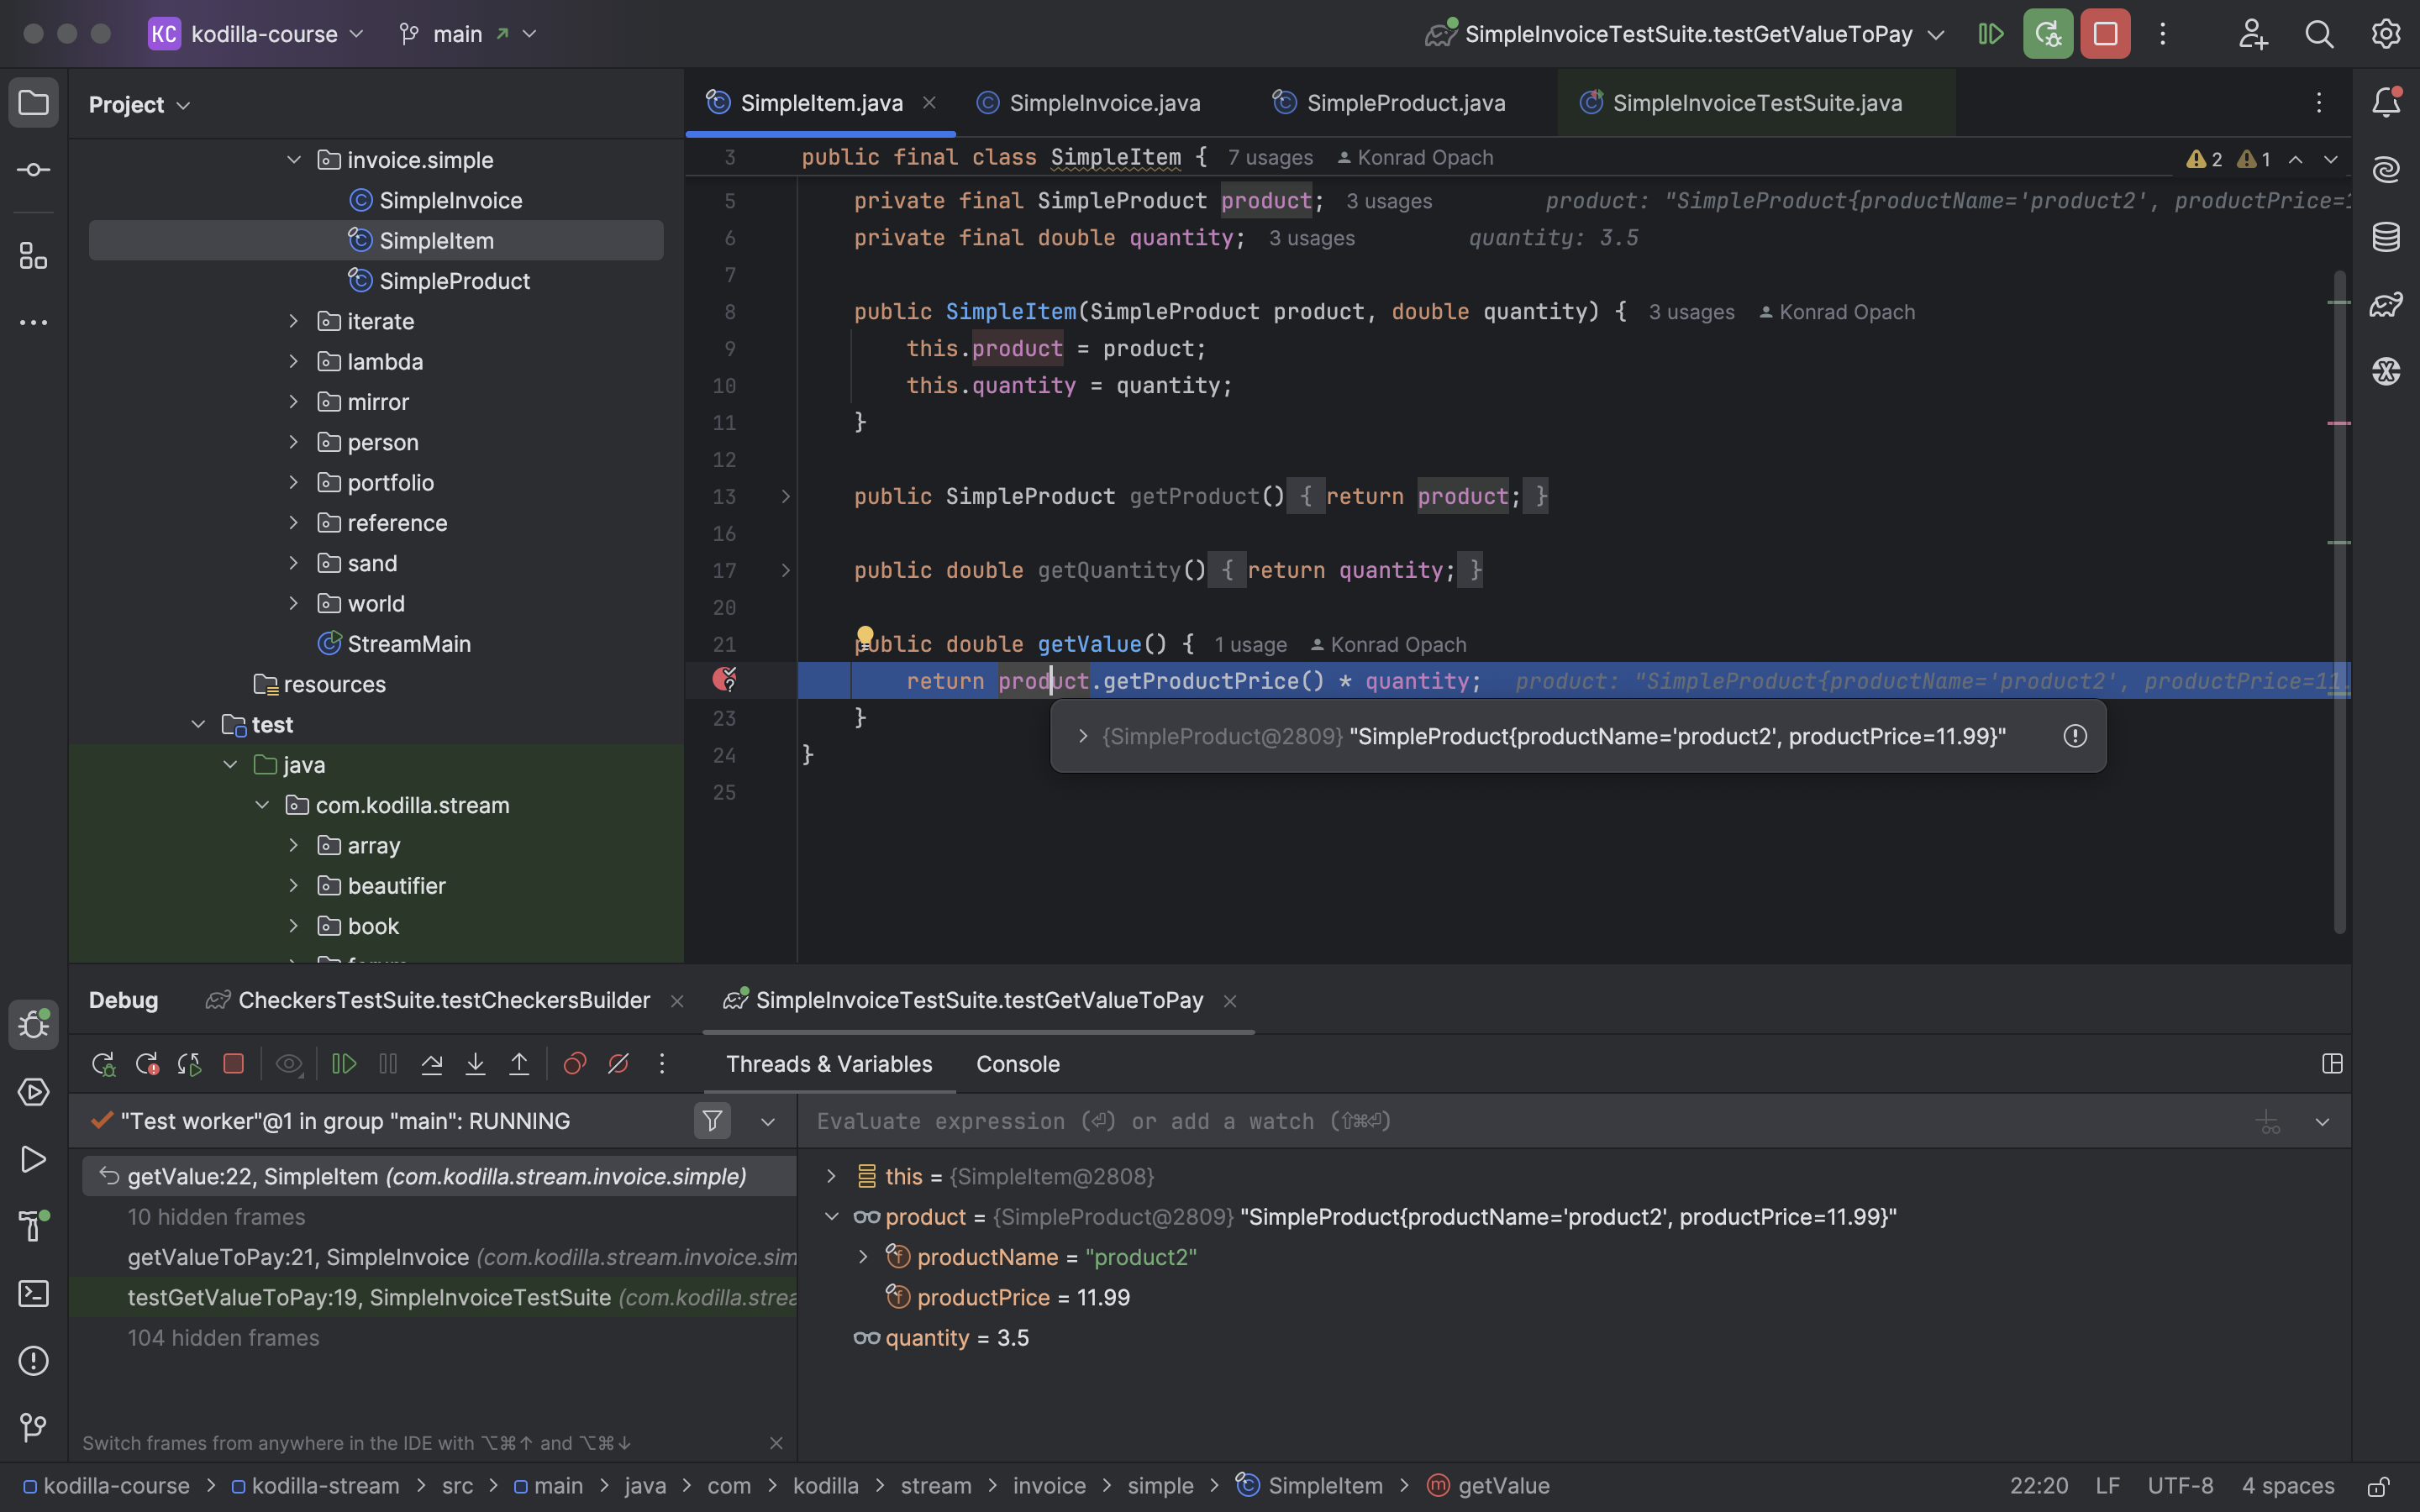 KC kodilla-course main SimpleInvoiceTestSuite.testGetValueToPay
Project
invoice.simple
SimpleInvoice
SimpleItem
SimpleProduct
iterate
lambda
mirror
person
portfolio
reference
sand
world
StreamMain
resources
test
java
com.kodilla.stream
array
beautifier
book
SimpleItem.java SimpleInvoice.java SimpleProduct.java SimpleInvoiceTestSuite.java
3 public final class SimpleItem { 7 usages Konrad Opach 2 1
5 private final SimpleProduct product; 3 usages product: "SimpleProduct{productName='product2', productPrice=1
6 private final double quantity; 3 usages quantity: 3.5
7
8 public SimpleItem(SimpleProduct product, double quantity) { 3 usages Konrad Opach
9 this.product = product;
10 this.quantity = quantity;
11 }
12
13 public SimpleProduct getProduct() { return product; }
16
17 public double getQuantity() { return quantity; }
20
21 public double getValue() { 1 usage Konrad Opach
return product.getProductPrice() * quantity; product: "SimpleProduct{productName='product2', productPrice=11.
23 }
{SimpleProduct@2809} "SimpleProduct{productName='product2', productPrice=11.99}"
24 }
25
Debug CheckersTestSuite.testCheckersBuilder SimpleInvoiceTestSuite.testGetValueToPay
Threads & Variables Console
"Test worker"@1 in group "main": RUNNING
getValue:22, SimpleItem (com.kodilla.stream.invoice.simple)
10 hidden frames
getValueToPay:21, SimpleInvoice (com.kodilla.stream.invoice.sim
testGetValueToPay:19, SimpleInvoiceTestSuite (com.kodilla.strea
104 hidden frames
Switch frames from anywhere in the IDE with ⌥⌘↑ and ⌥⌘↓
Evaluate expression (⏎) or add a watch (⇧⌘⏎)
this = {SimpleItem@2808}
product = {SimpleProduct@2809} "SimpleProduct{productName='product2', productPrice=11.99}"
productName = "product2"
productPrice = 11.99
quantity = 3.5
kodilla-course > kodilla-stream > src > main > java > com > kodilla > stream > invoice > simple > SimpleItem > getValue 22:20 LF UTF-8 4 spaces